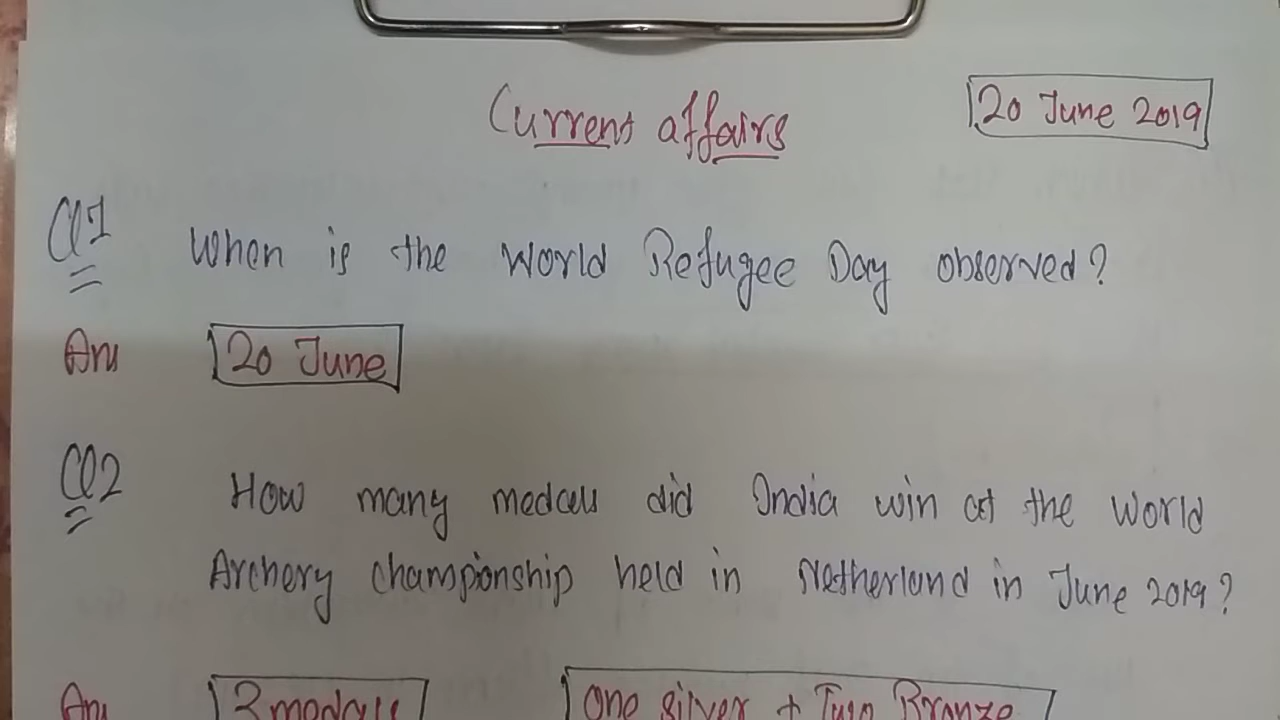 Current affairs
20 June 2019
Q1 When is the World Refugee Day observed?
Ans 20 June
Q2 How many medals did India win at the World
Archery championship held in Netherland in June 2019?
Ans 3 medals One silver + Two Bronze